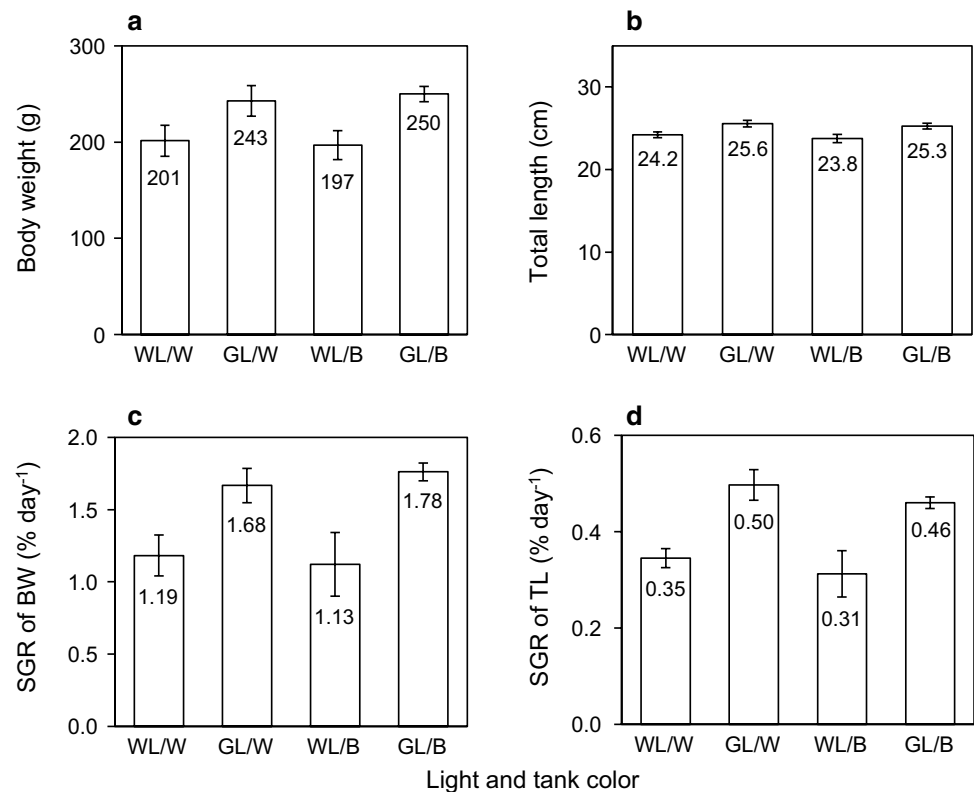 a
Body weight (g)
300
200
100
0
201
243
197
250
WL/W GL/W WL/B GL/B
b
Total length (cm)
30
20
10
0
24.2
25.6
23.8
25.3
WL/W GL/W WL/B GL/B
c
SGR of BW (% day⁻¹)
2.0
1.5
1.0
0.5
0.0
1.19
1.68
1.13
1.78
WL/W GL/W WL/B GL/B
d
SGR of TL (% day⁻¹)
0.6
0.4
0.2
0.0
0.35
0.50
0.31
0.46
WL/W GL/W WL/B GL/B
Light and tank color